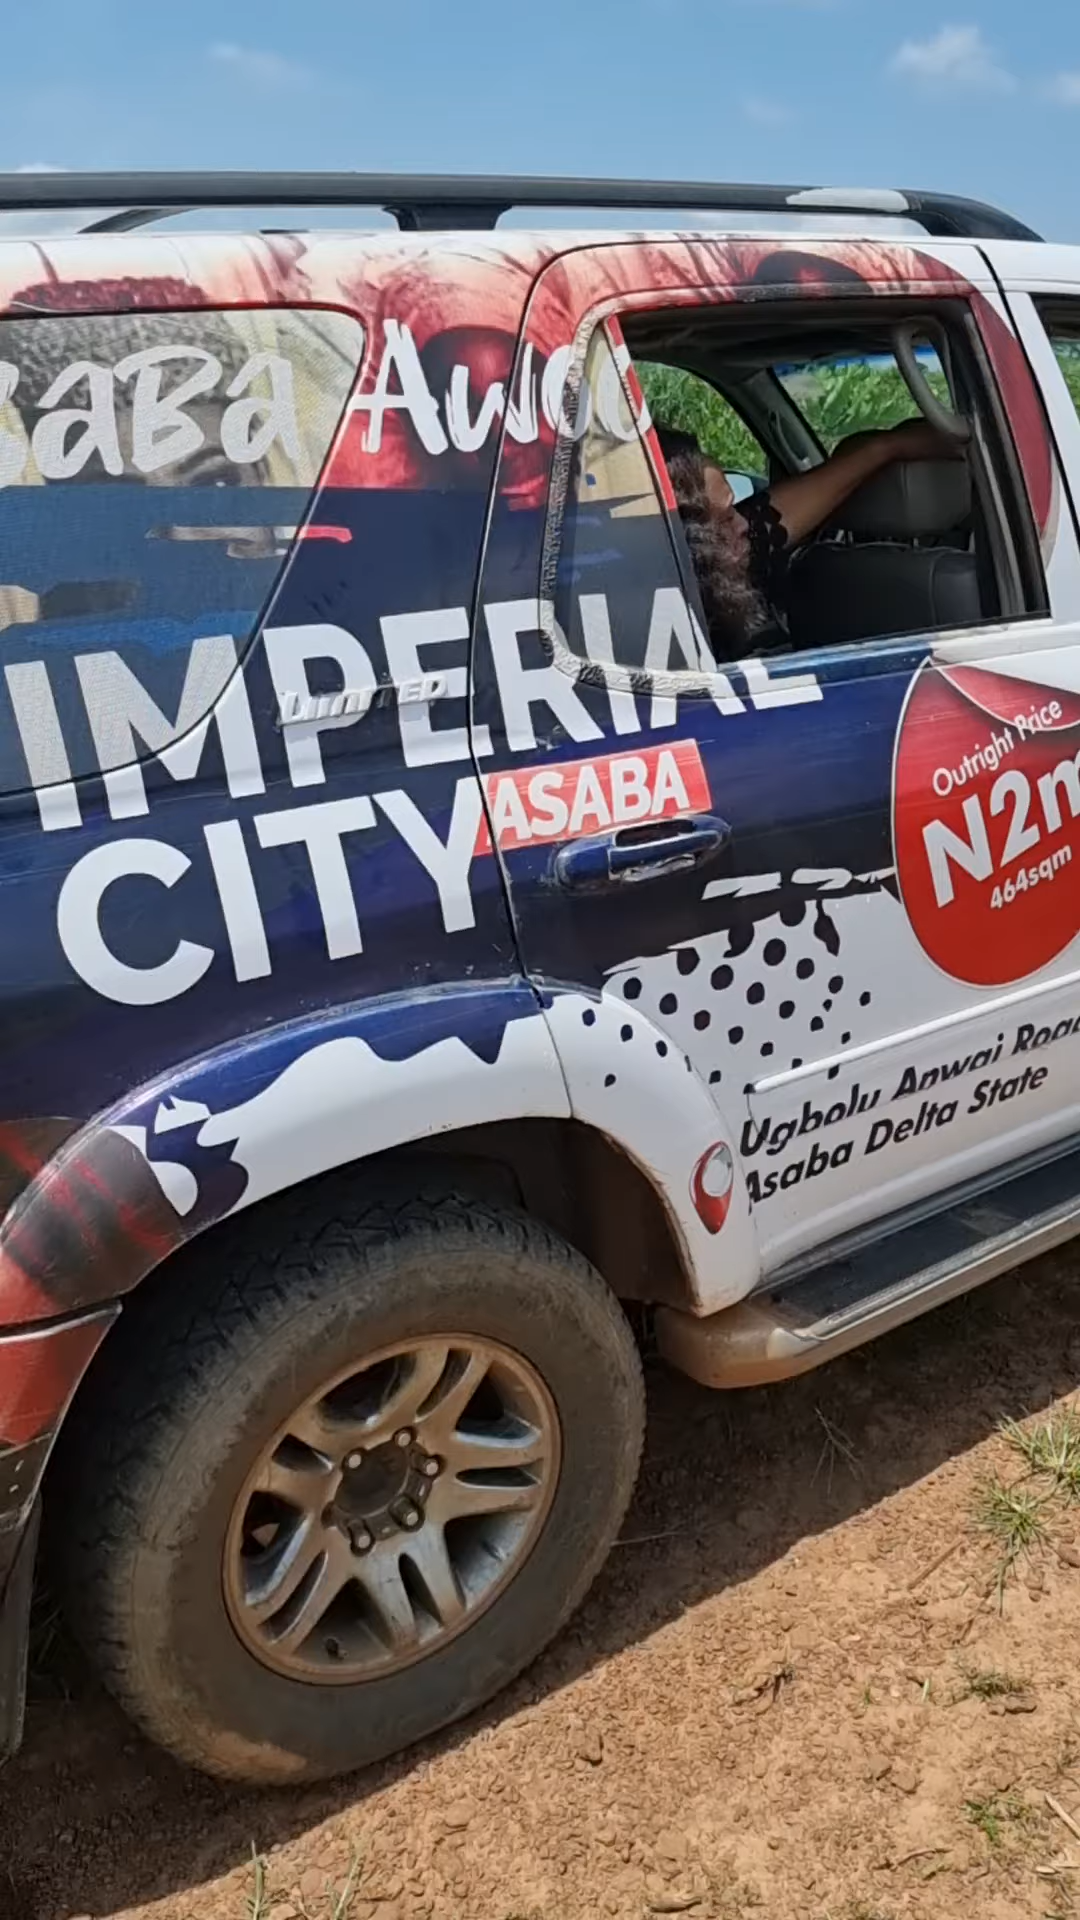 IMPERIAL
LIMITED
CITY ASABA
Outright Price
N2m
464sqm
Ugbolu Anwai Road
Asaba Delta State